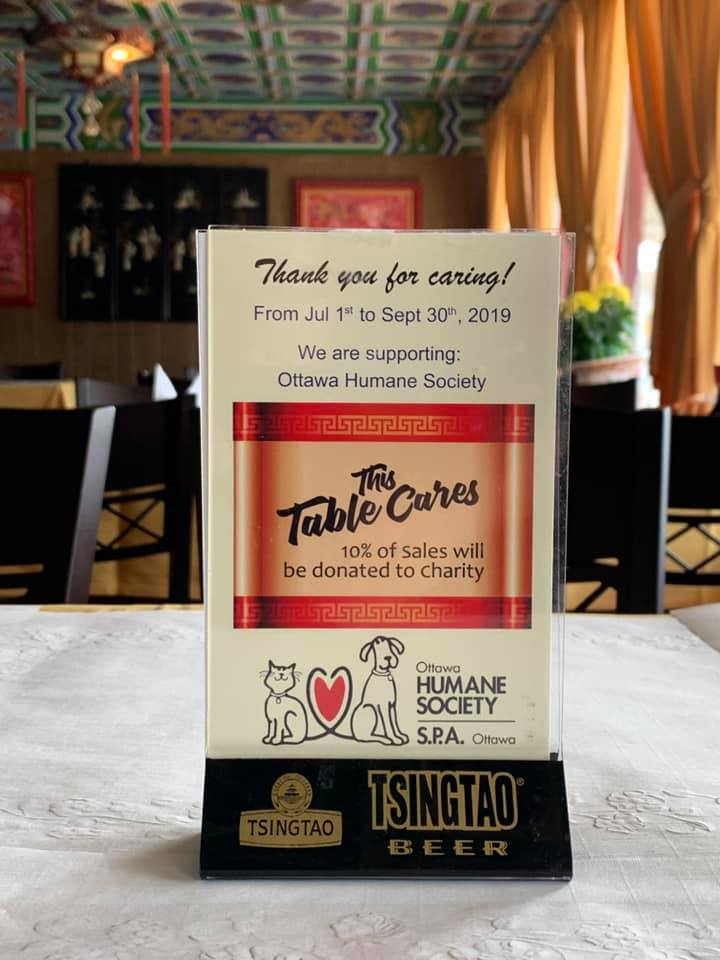 Thank you for caring!
From Jul 1st to Sept 30th, 2019
We are supporting:
Ottawa Humane Society
This
Table Cares
10% of sales will
be donated to charity
Ottawa
HUMANE
SOCIETY
S.P.A. Ottawa
TSINGTAO
TSINGTAO®
BEER